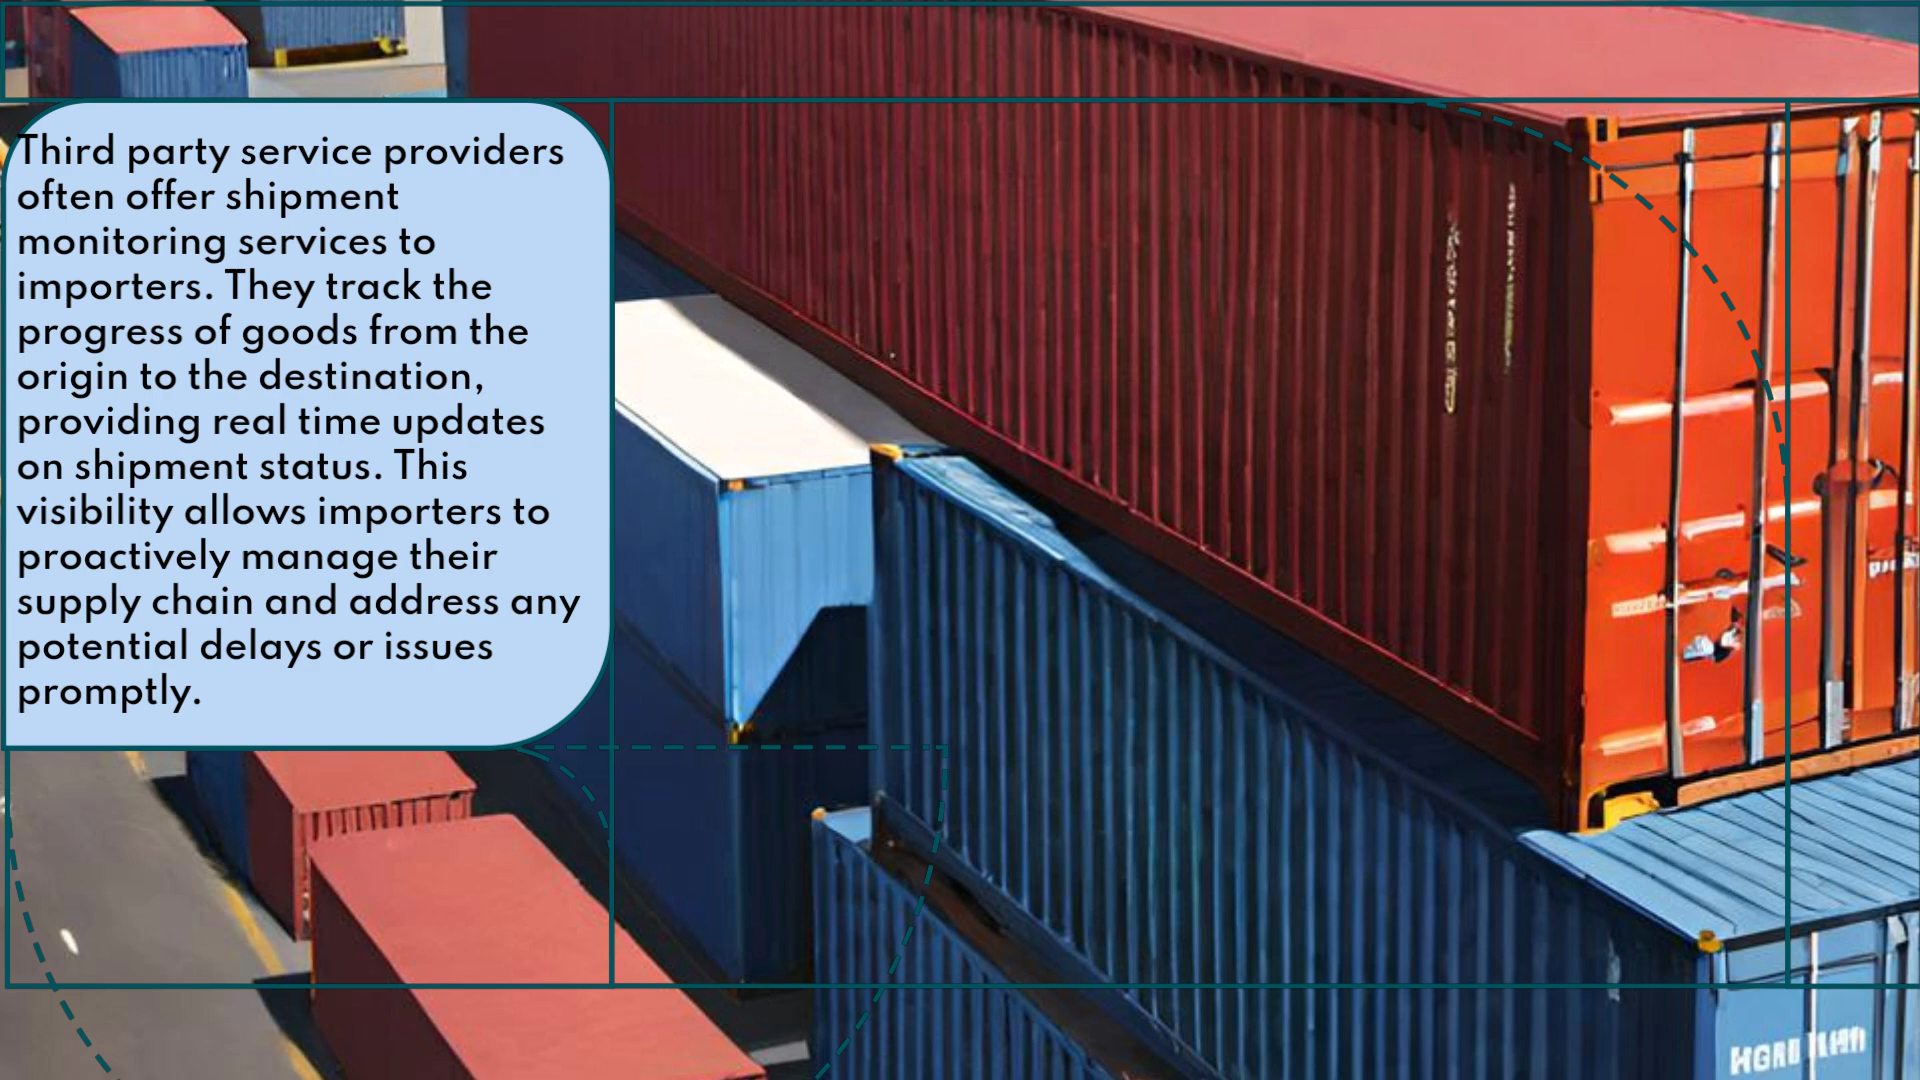 Third party service providers
often offer shipment
monitoring services to
importers. They track the
progress of goods from the
origin to the destination,
providing real time updates
on shipment status. This
visibility allows importers to
proactively manage their
supply chain and address any
potential delays or issues
promptly.